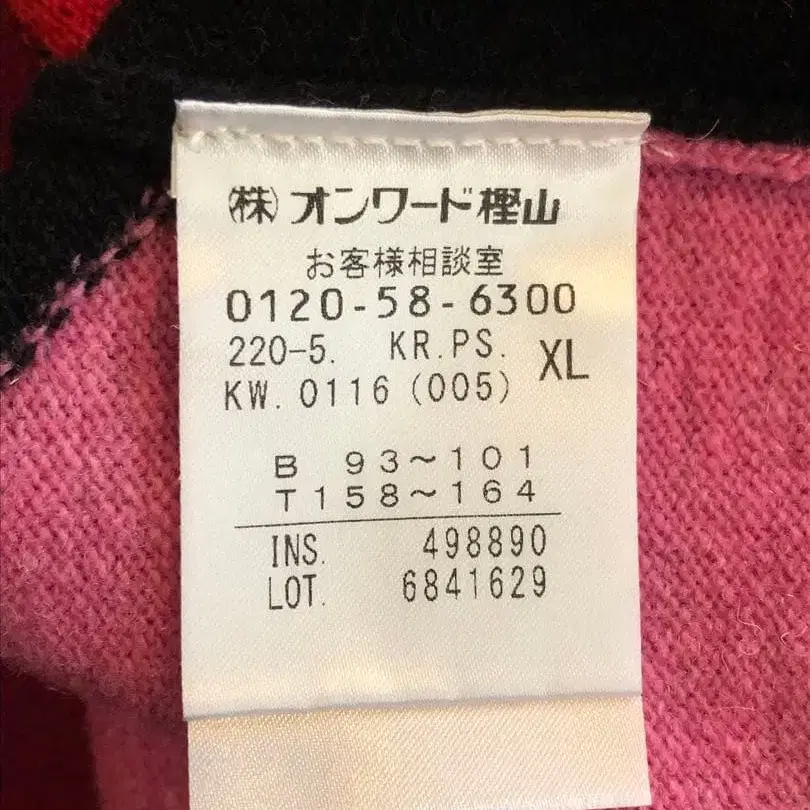 ㈱オンワード樫山
お客様相談室
0120-58-6300
220-5. KR.PS. XL
KW. 0116 (005)
B 93～101
T 158～164
INS. 498890
LOT. 6841629